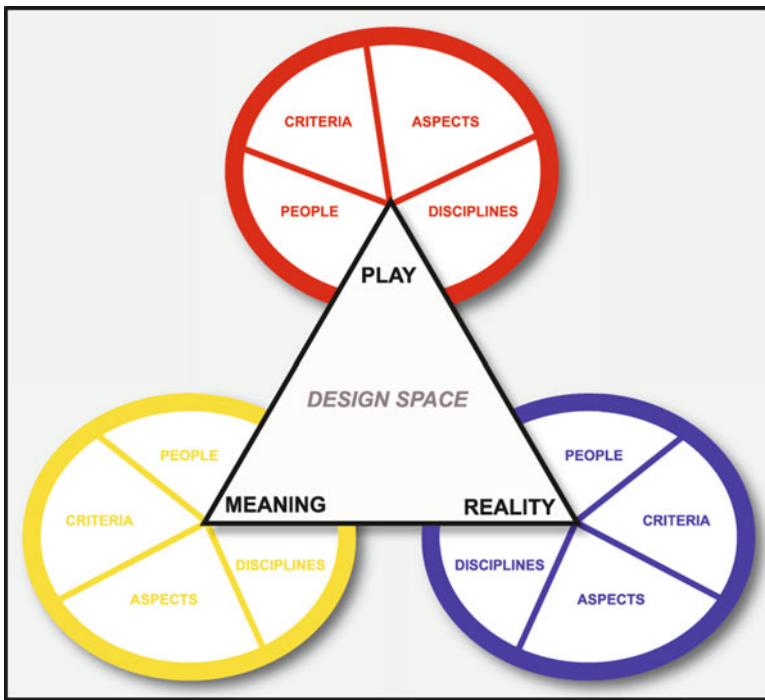 CRITERIA
ASPECTS
PEOPLE
DISCIPLINES
PLAY
DESIGN SPACE
PEOPLE
CRITERIA
MEANING
DISCIPLINES
ASPECTS
PEOPLE
REALITY
CRITERIA
DISCIPLINES
ASPECTS